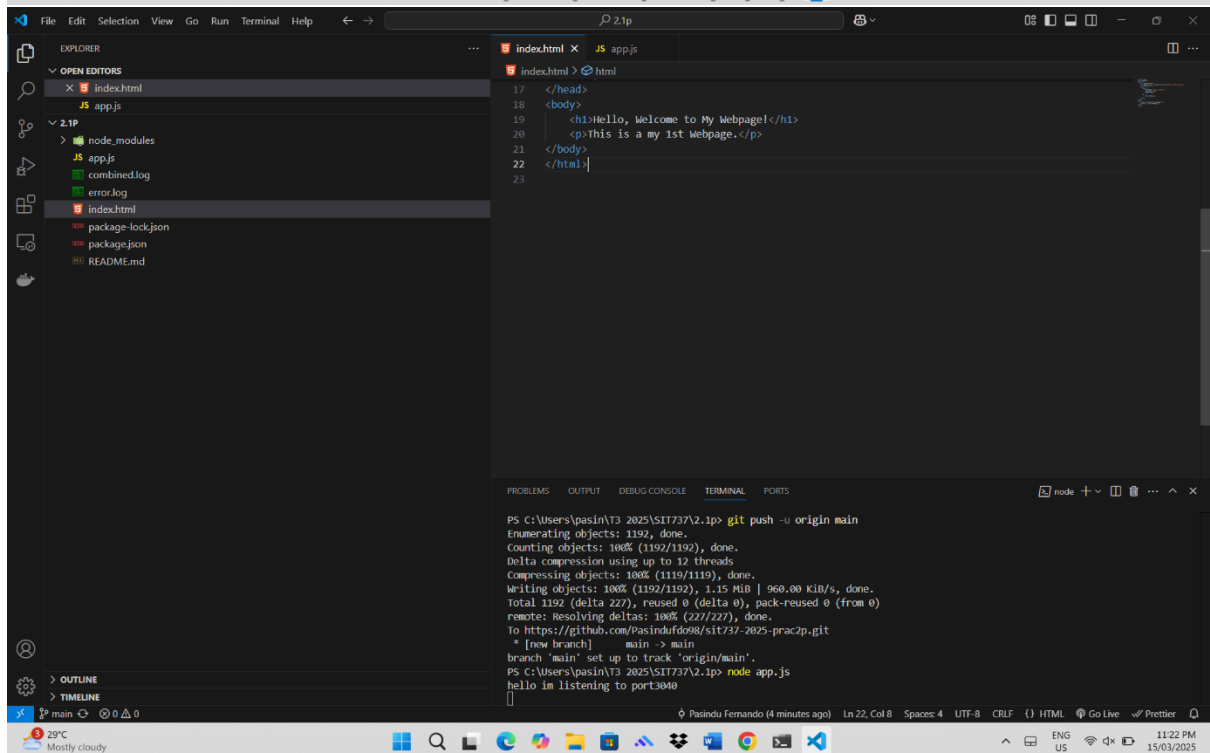 File Edit Selection View Go Run Terminal Help
2.1p
EXPLORER
OPEN EDITORS
index.html
JS app.js
2.1P
node_modules
JS app.js
combined.log
error.log
index.html
package-lock.json
package.json
README.md
OUTLINE
TIMELINE
index.html
JS app.js
index.html > html
17 </head>
18 <body>
19 <h1>Hello, Welcome to My Webpage!</h1>
20 <p>This is a my 1st Webpage.</p>
21 </body>
22 </html>
23
PROBLEMS OUTPUT DEBUG CONSOLE TERMINAL PORTS
node
PS C:\Users\pasin\T3 2025\SIT737\2.1p> git push -u origin main
Enumerating objects: 1192, done.
Counting objects: 100% (1192/1192), done.
Delta compression using up to 12 threads
Compressing objects: 100% (1119/1119), done.
Writing objects: 100% (1192/1192), 1.15 MiB | 960.00 KiB/s, done.
Total 1192 (delta 227), reused 0 (delta 0), pack-reused 0 (from 0)
remote: Resolving deltas: 100% (227/227), done.
To https://github.com/Pasindufdo98/sit737-2025-prac2p.git
* [new branch] main -> main
branch 'main' set up to track 'origin/main'.
PS C:\Users\pasin\T3 2025\SIT737\2.1p> node app.js
hello im listening to port3040
main 0 0
Pasindu Fernando (4 minutes ago) Ln 22, Col 8 Spaces: 4 UTF-8 CRLF {} HTML Go Live Prettier
3
29°C
Mostly cloudy
ENG
US
11:22 PM
15/03/2025